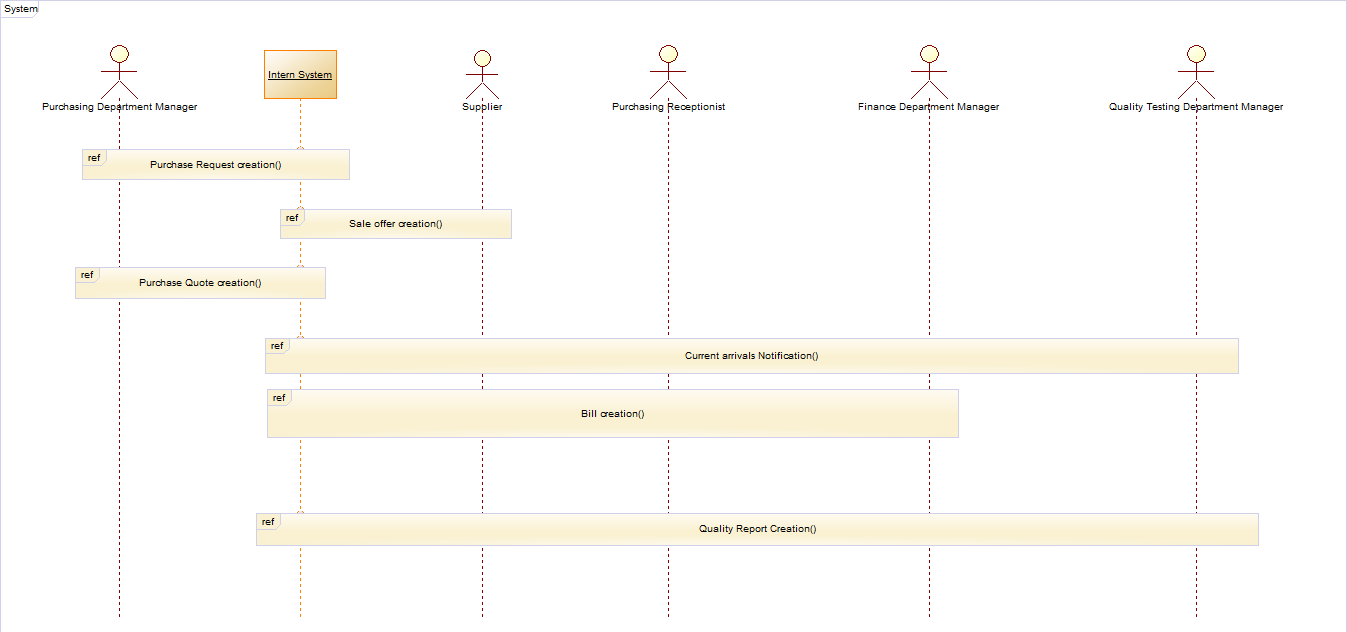 System
Intern System
Purchasing Department Manager
Supplier
Purchasing Receptionist
Finance Department Manager
Quality Testing Department Manager
ref
Purchase Request creation()
ref
Sale offer creation()
ref
Purchase Quote creation()
ref
Current arrivals Notification()
ref
Bill creation()
ref
Quality Report Creation()